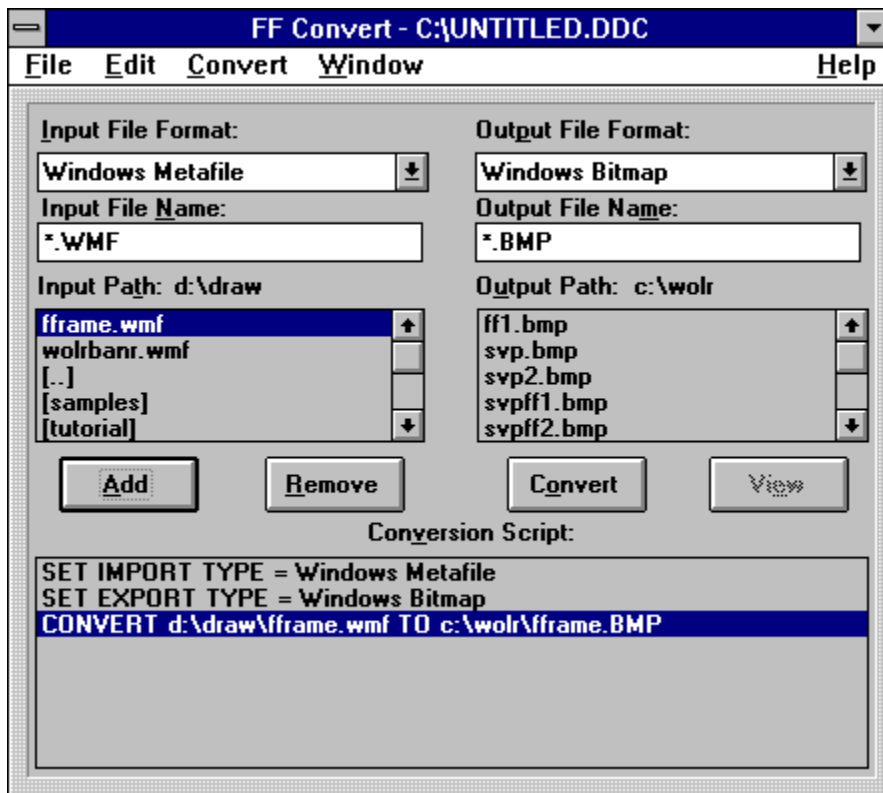 FF Convert - C:\UNTITLED.DDC
File Edit Convert Window Help
Input File Format:
Windows Metafile
Input File Name:
*.WMF
Input Path: d:\draw
fframe.wmf
wolrbanr.wmf
[..]
[samples]
[tutorial]
Output File Format:
Windows Bitmap
Output File Name:
*.BMP
Output Path: c:\wolr
ff1.bmp
svp.bmp
svp2.bmp
svpff1.bmp
svpff2.bmp
Add Remove Convert View
Conversion Script:
SET IMPORT TYPE = Windows Metafile
SET EXPORT TYPE = Windows Bitmap
CONVERT d:\draw\fframe.wmf TO c:\wolr\fframe.BMP